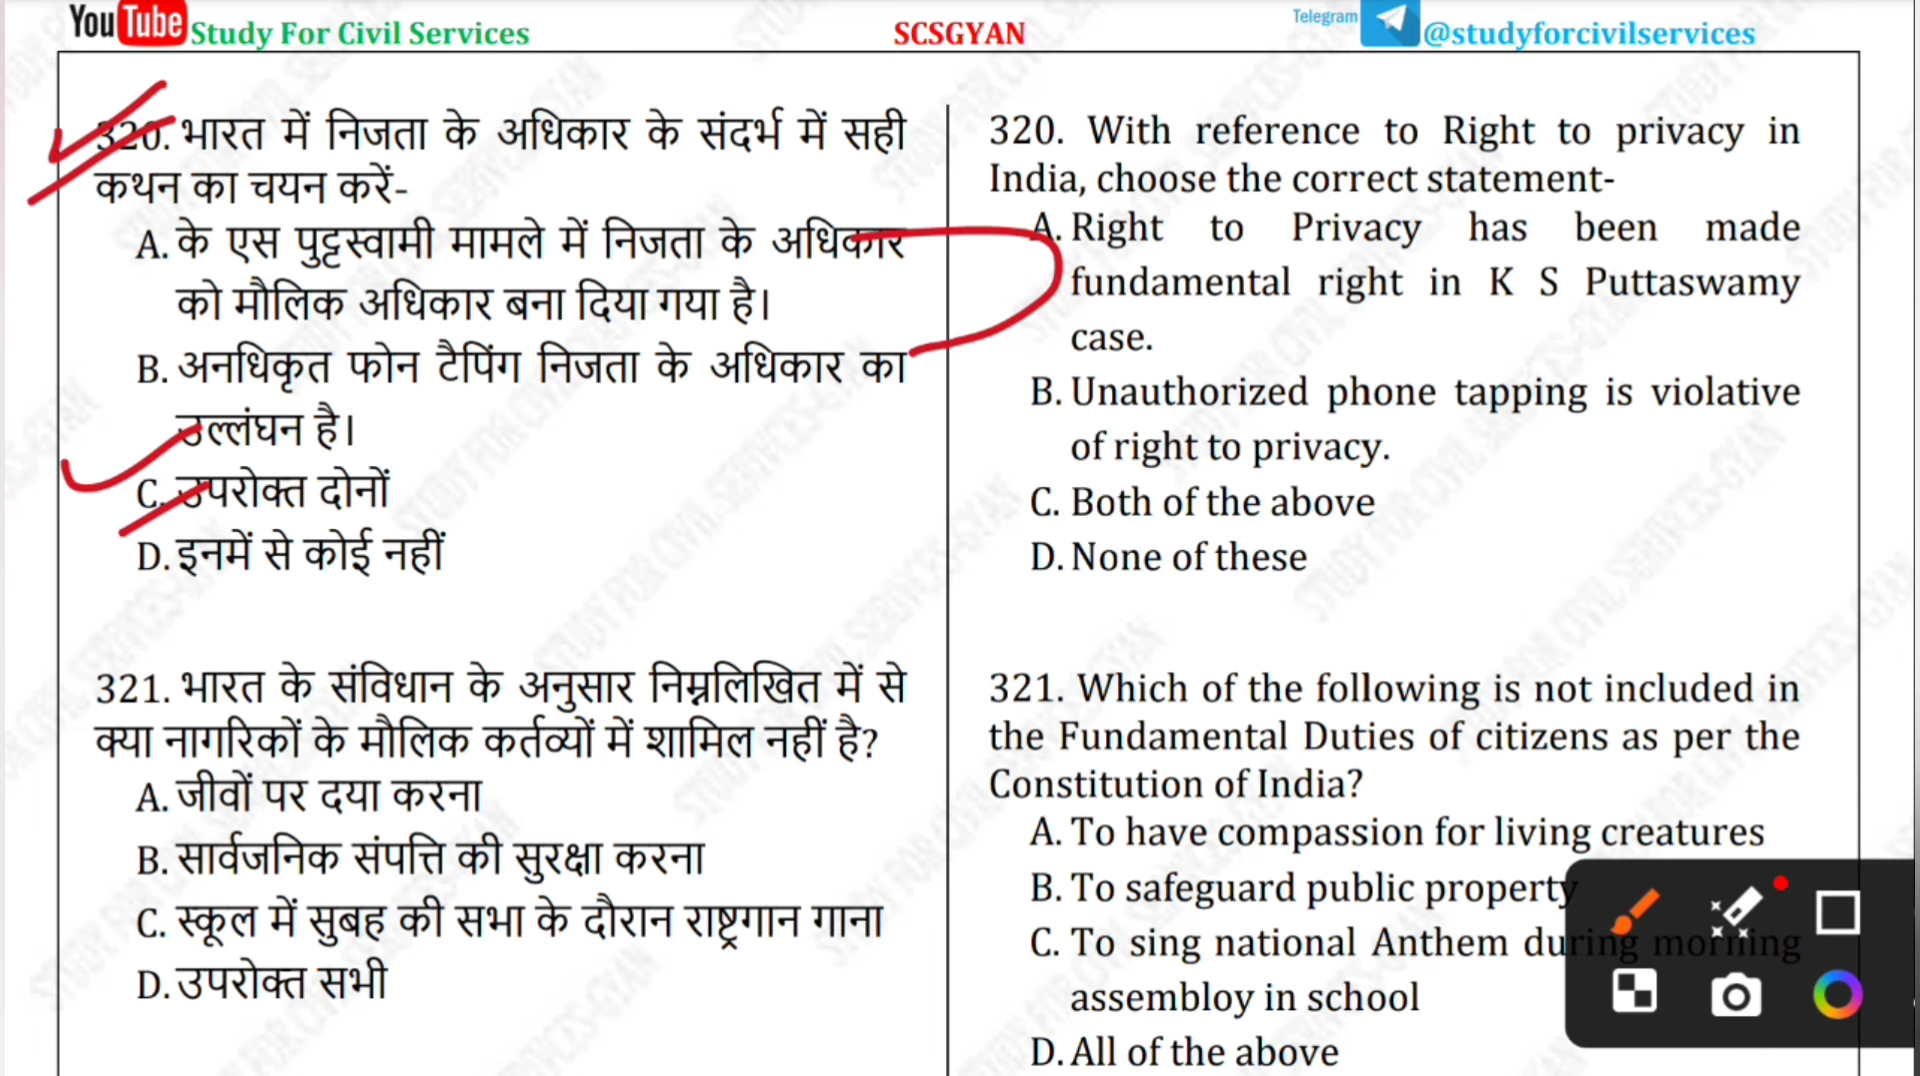 YouTube Study For Civil Services
SCSGYAN
Telegram @studyforcivilservices
320. भारत में निजता के अधिकार के संदर्भ में सही
कथन का चयन करें-
A. के एस पुट्टस्वामी मामले में निजता के अधिकार
को मौलिक अधिकार बना दिया गया है।
B. अनधिकृत फोन टैपिंग निजता के अधिकार का
उल्लंघन है।
C. उपरोक्त दोनों
D. इनमें से कोई नहीं
321. भारत के संविधान के अनुसार निम्नलिखित में से
क्या नागरिकों के मौलिक कर्तव्यों में शामिल नहीं है?
A. जीवों पर दया करना
B. सार्वजनिक संपत्ति की सुरक्षा करना
C. स्कूल में सुबह की सभा के दौरान राष्ट्रगान गाना
D. उपरोक्त सभी
320. With reference to Right to privacy in
India, choose the correct statement-
A. Right to Privacy has been made
fundamental right in K S Puttaswamy
case.
B. Unauthorized phone tapping is violative
of right to privacy.
C. Both of the above
D. None of these
321. Which of the following is not included in
the Fundamental Duties of citizens as per the
Constitution of India?
A. To have compassion for living creatures
B. To safeguard public property
C. To sing national Anthem during morning
assembloy in school
D. All of the above